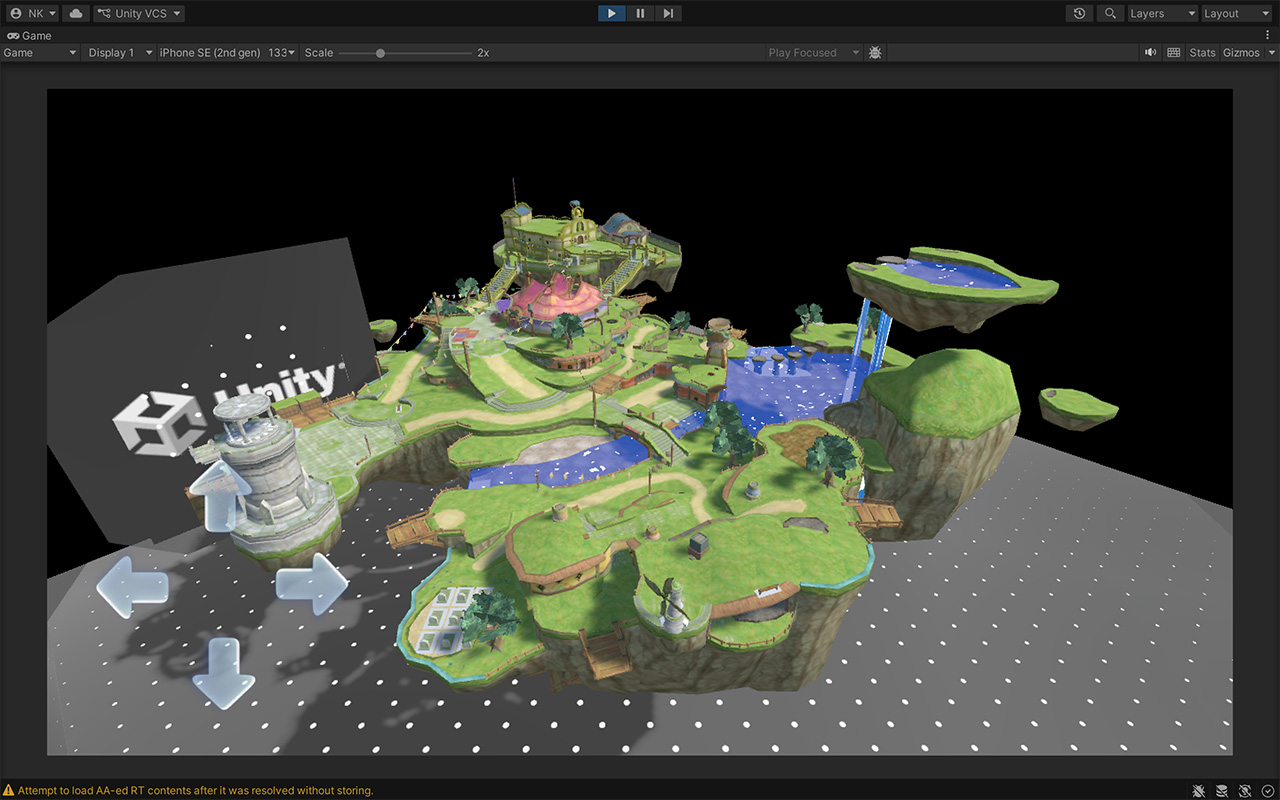 NK Unity VCS Layers Layout
Game
Game Display 1 iPhone SE (2nd gen) 133 Scale 2x Play Focused Stats Gizmos
Unity
Attempt to load AA-ed RT contents after it was resolved without storing.